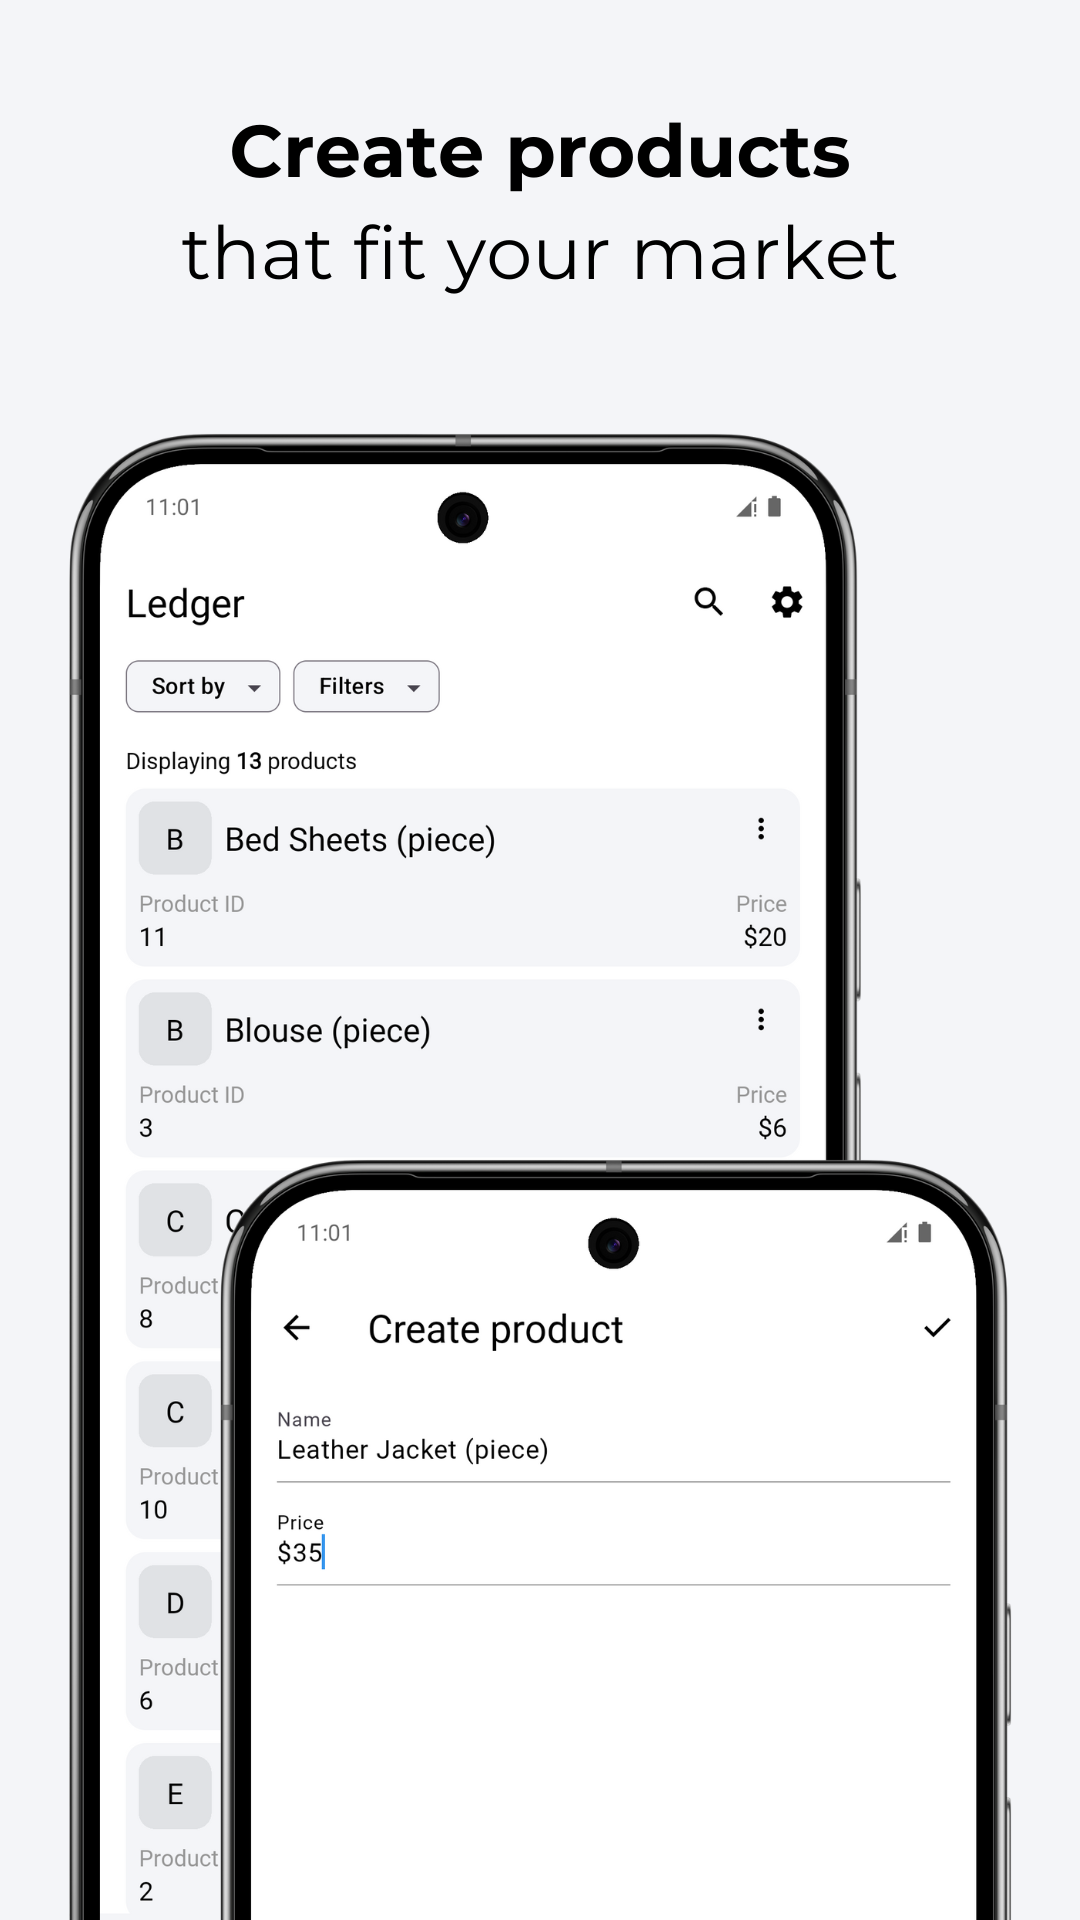 Create products
that fit your market
11:01
Ledger
Sort by
Filters
Displaying 13 products
B
Bed Sheets (piece)
Product ID
Price
11
$20
B
Blouse (piece)
Product ID
Price
3
$6
C
Product
8
C
Product
10
D
Product
6
E
Product
2
11:01
Create product
Name
Leather Jacket (piece)
Price
$35